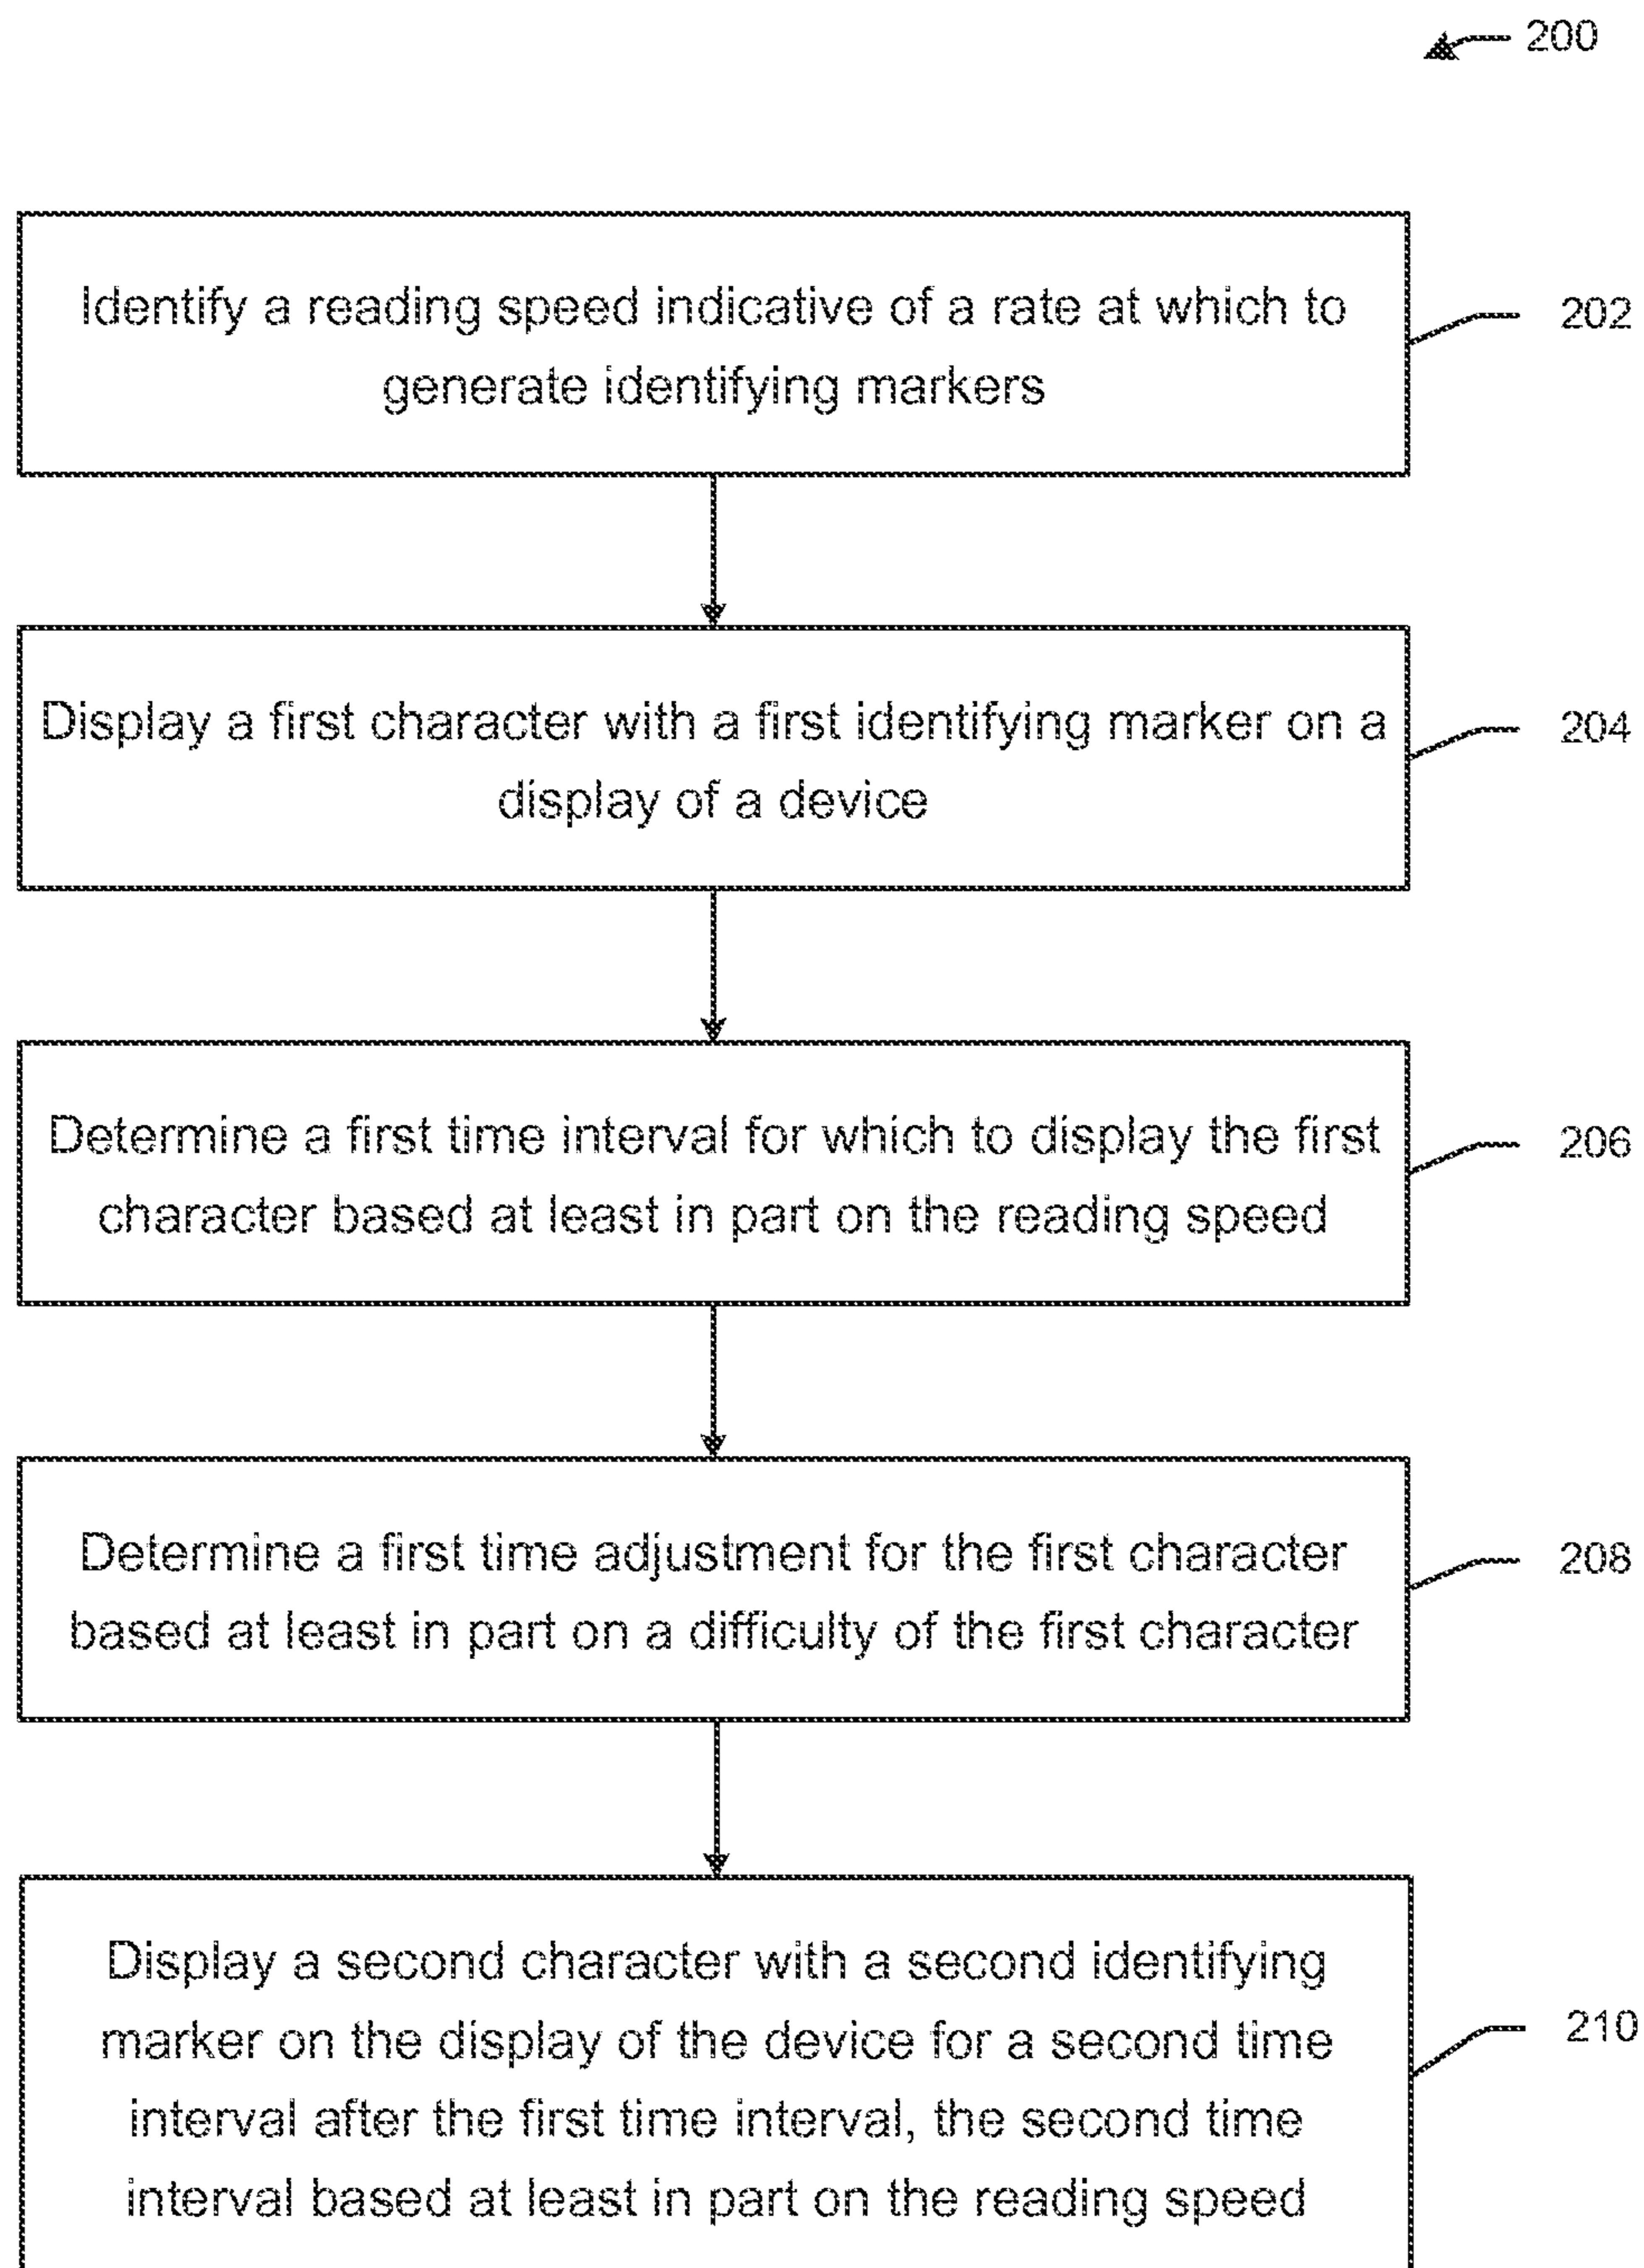 200
Identify a reading speed indicative of a rate at which to
generate identifying markers
202
Display a first character with a first identifying marker on a
display of a device
204
Determine a first time interval for which to display the first
character based at least in part on the reading speed
206
Determine a first time adjustment for the first character
based at least in part on a difficulty of the first character
208
Display a second character with a second identifying
marker on the display of the device for a second time
interval after the first time interval, the second time
interval based at least in part on the reading speed
210